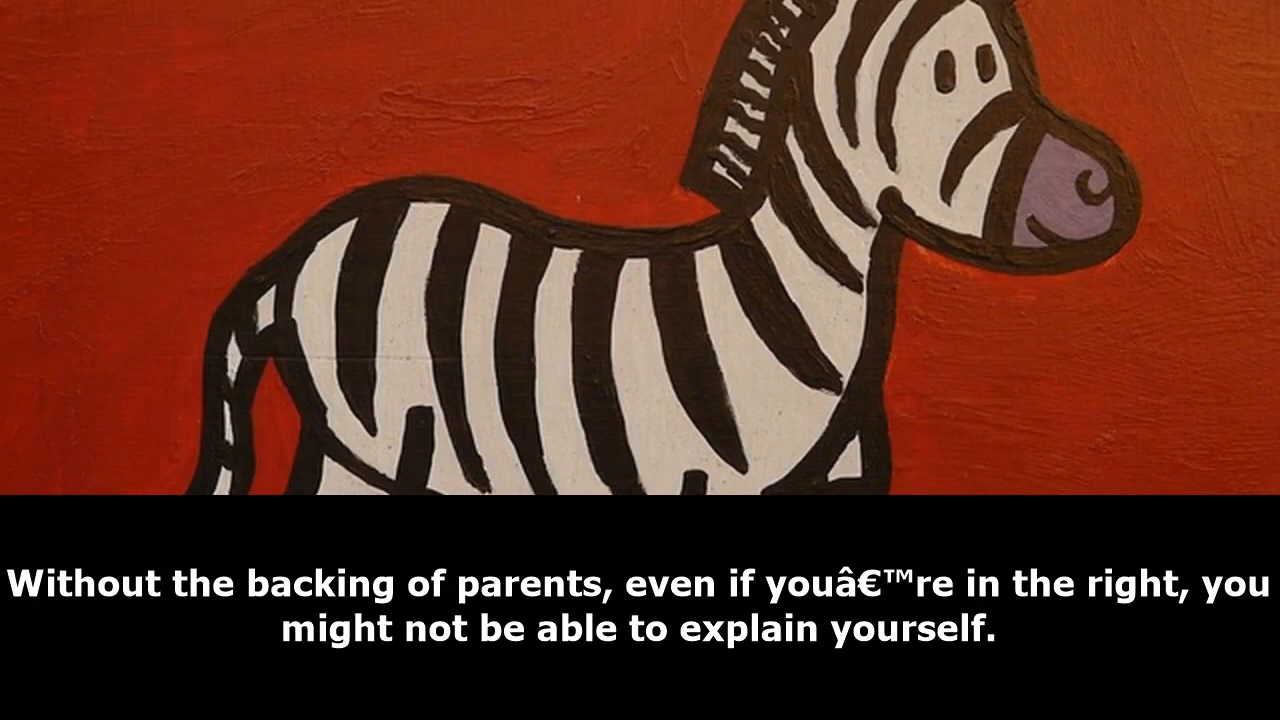 Without the backing of parents, even if youâ€™re in the right, you
might not be able to explain yourself.